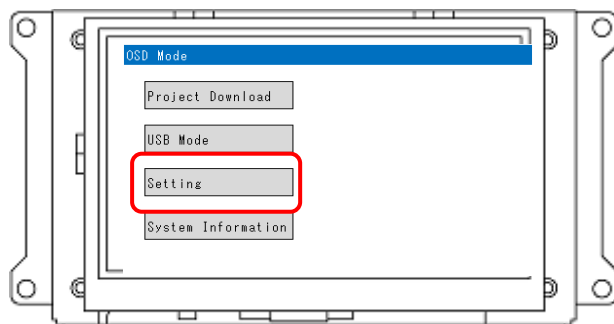 OSD Mode
Project Download
USB Mode
Setting
System Information